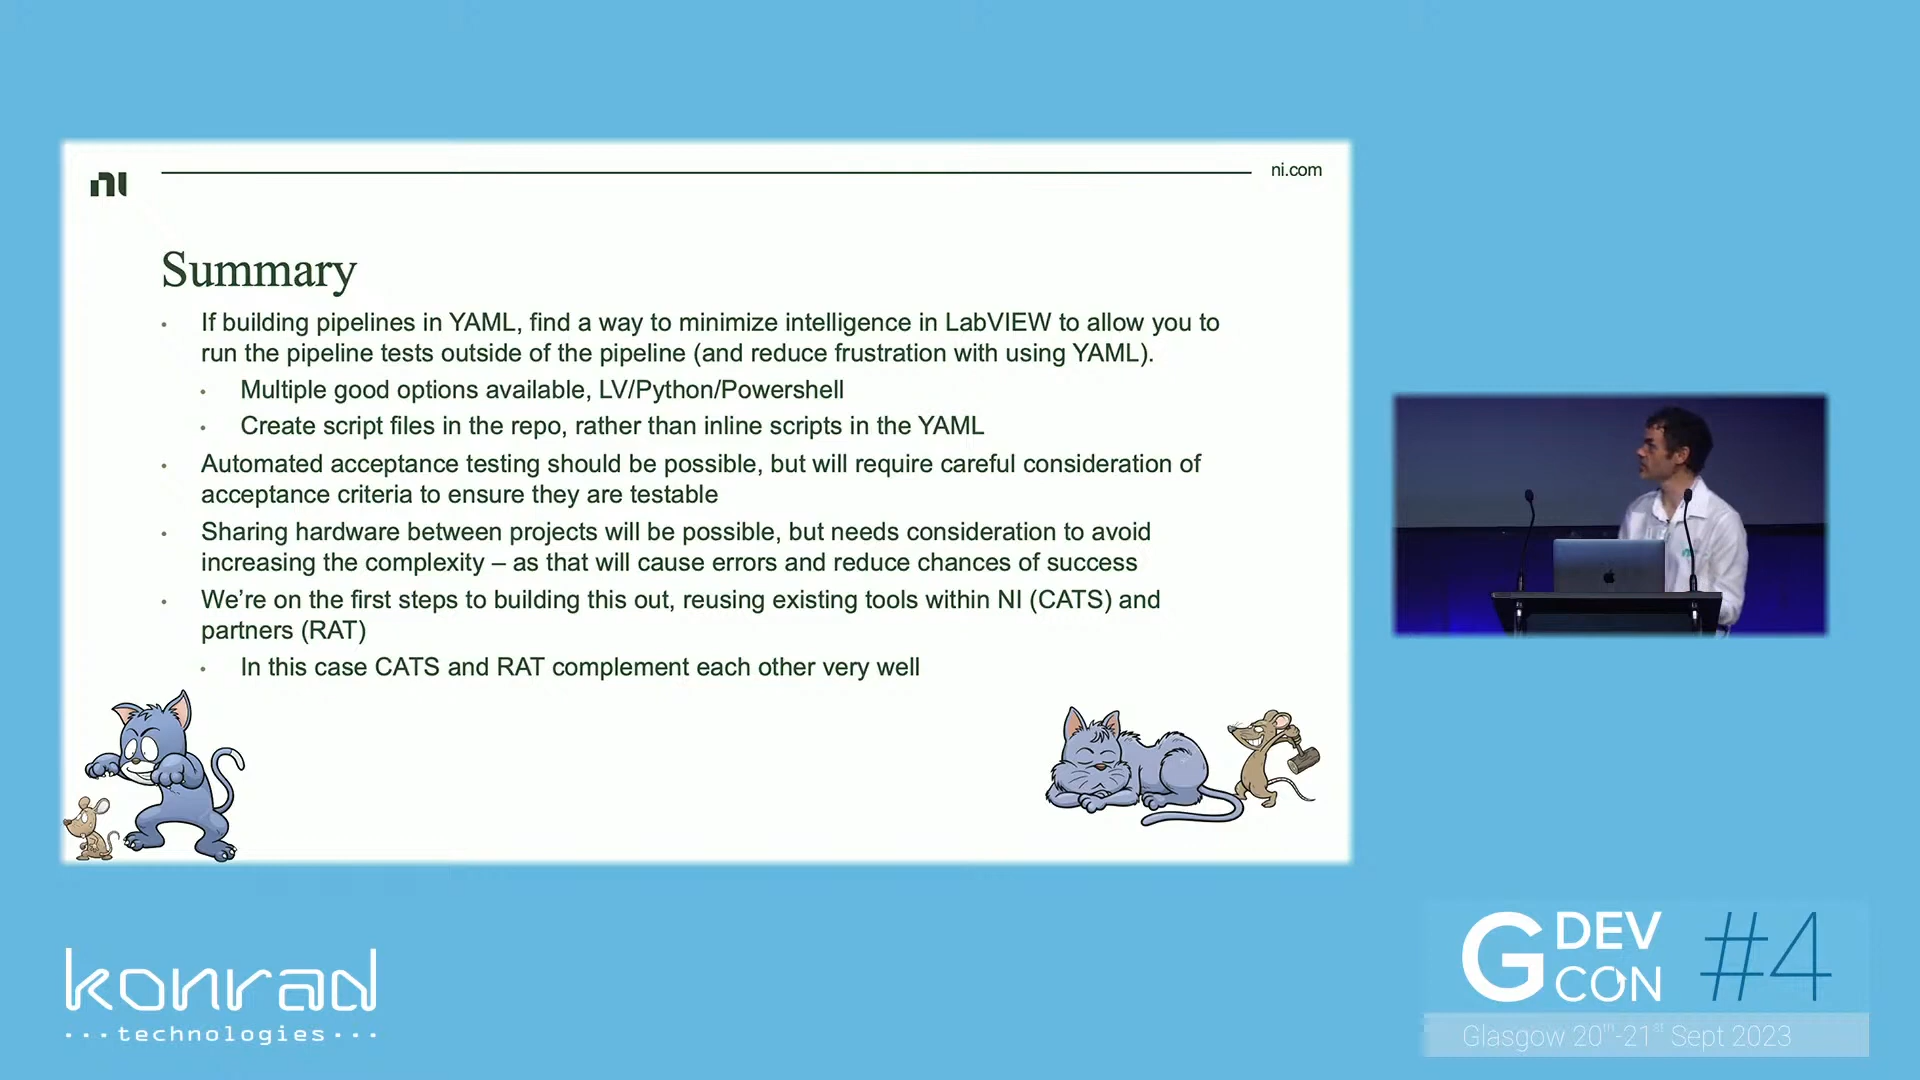 ni
ni.com
Summary
• If building pipelines in YAML, find a way to minimize intelligence in LabVIEW to allow you to
run the pipeline tests outside of the pipeline (and reduce frustration with using YAML).
• Multiple good options available, LV/Python/Powershell
• Create script files in the repo, rather than inline scripts in the YAML
• Automated acceptance testing should be possible, but will require careful consideration of
acceptance criteria to ensure they are testable
• Sharing hardware between projects will be possible, but needs consideration to avoid
increasing the complexity – as that will cause errors and reduce chances of success
• We’re on the first steps to building this out, reusing existing tools within NI (CATS) and
partners (RAT)
• In this case CATS and RAT complement each other very well
konrad
···technologies···
G DEV CON #4
Glasgow 20th-21st Sept 2023